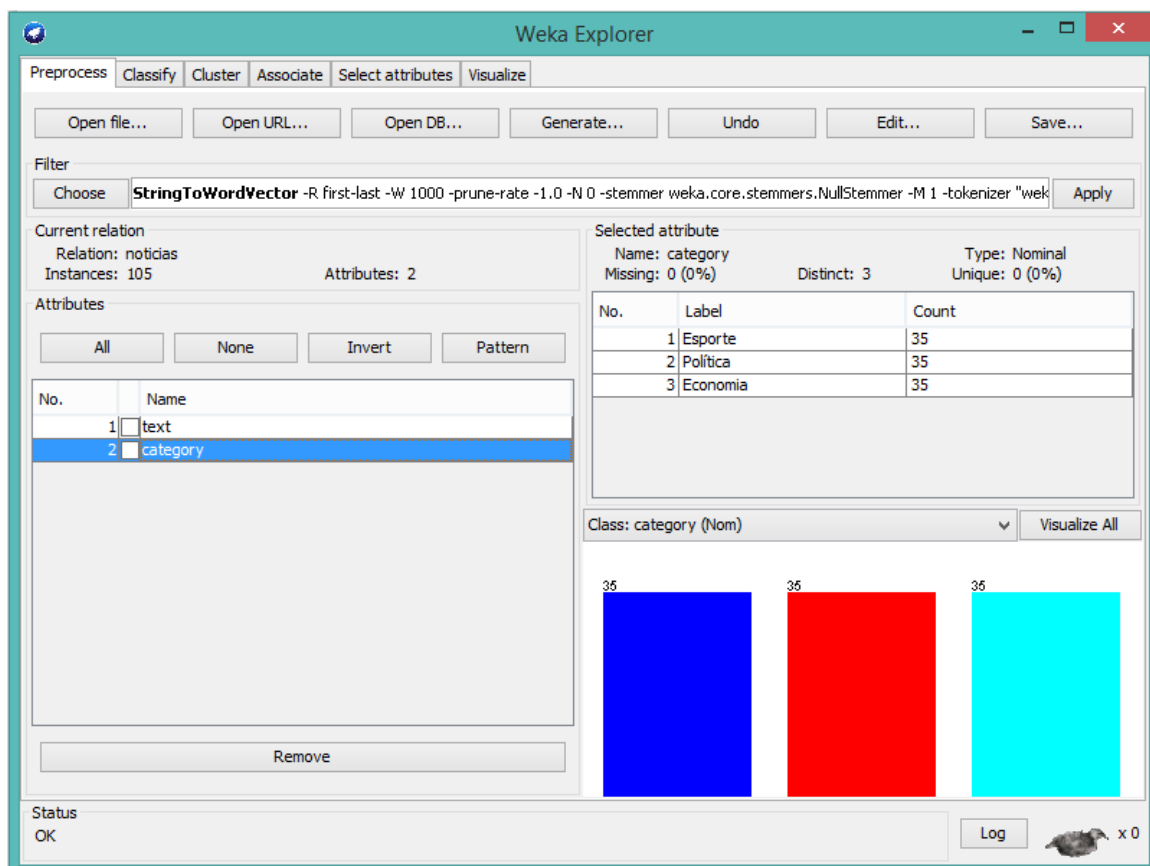 Weka Explorer
Preprocess Classify Cluster Associate Select attributes Visualize
Open file... Open URL... Open DB... Generate... Undo Edit... Save...
Filter
Choose StringToWordVector -R first-last -W 1000 -prune-rate -1.0 -N 0 -stemmer weka.core.stemmers.NullStemmer -M 1 -tokenizer "wek Apply
Current relation
Relation: noticias
Instances: 105 Attributes: 2
Attributes
All None Invert Pattern
No. Name
1 text
2 category
Remove
Selected attribute
Name: category Type: Nominal
Missing: 0 (0%) Distinct: 3 Unique: 0 (0%)
No. Label Count
1 Esporte 35
2 Política 35
3 Economia 35
Class: category (Nom) Visualize All
35 35 35
Status
OK
Log x 0